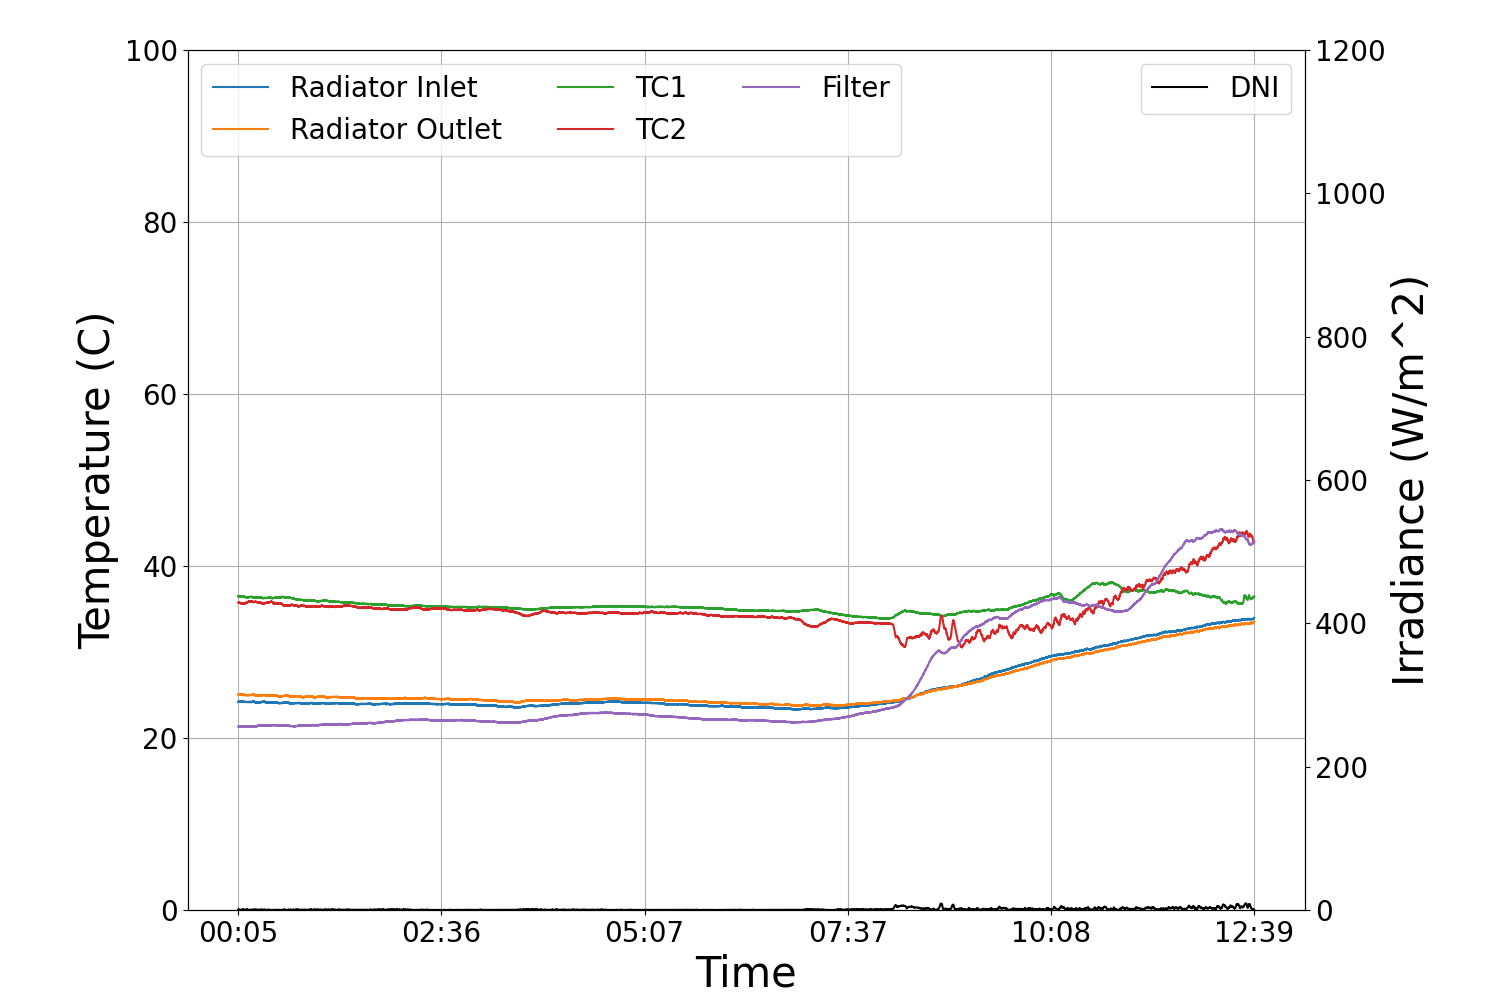 100
80
60
40
20
0
Temperature (C)
Radiator Inlet
Radiator Outlet
TC1
TC2
Filter
DNI
1200
1000
800
600
400
200
0
Irradiance (W/m^2)
00:05 02:36 05:07 07:37 10:08 12:39
Time